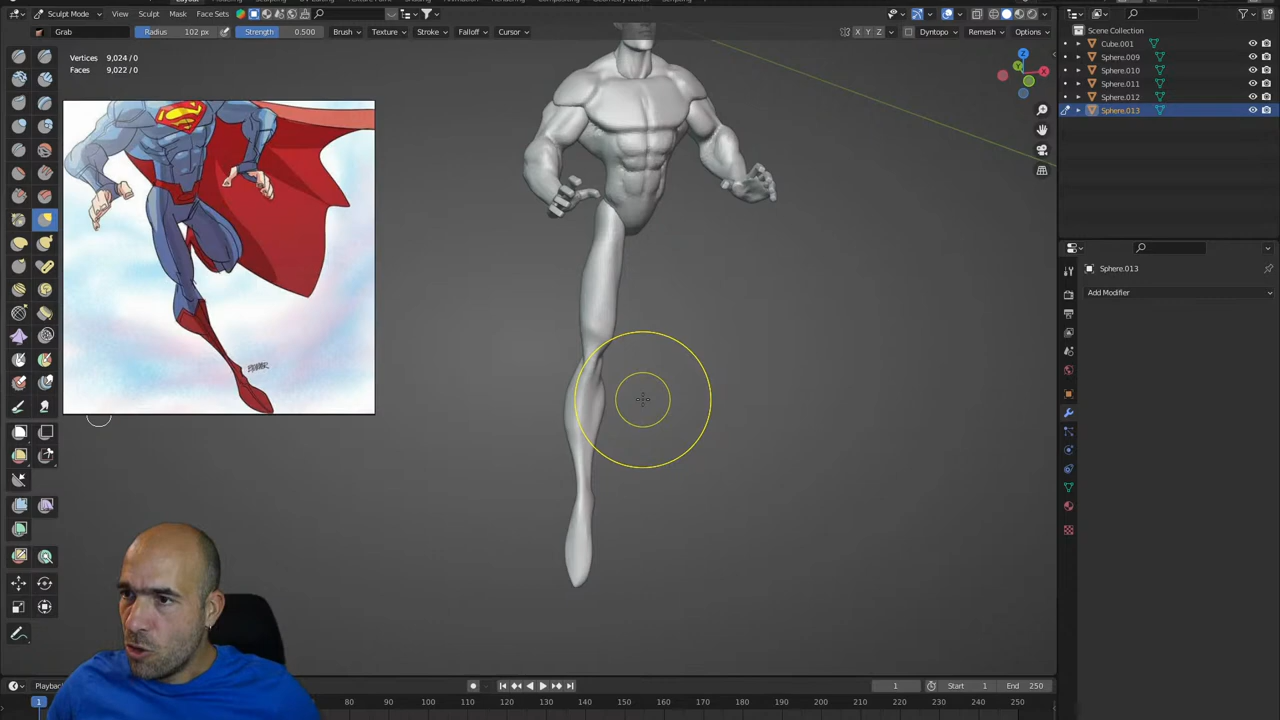 Sculpt Mode View Sculpt Mask Face Sets
Grab Radius 102 px Strength 0.500 Brush Texture Stroke Falloff Cursor X Y Z Dyntopo Remesh Options
Vertices 9,024 / 0
Faces 9,022 / 0
S
Z
Y
X
Scene Collection
Cube.001
Sphere.009
Sphere.010
Sphere.011
Sphere.012
Sphere.013
Sphere.013
Add Modifier
Playback
1 Start 1 End 250
1 80 90 100 110 120 130 140 150 160 170 180 190 200 210 220 230 240 250